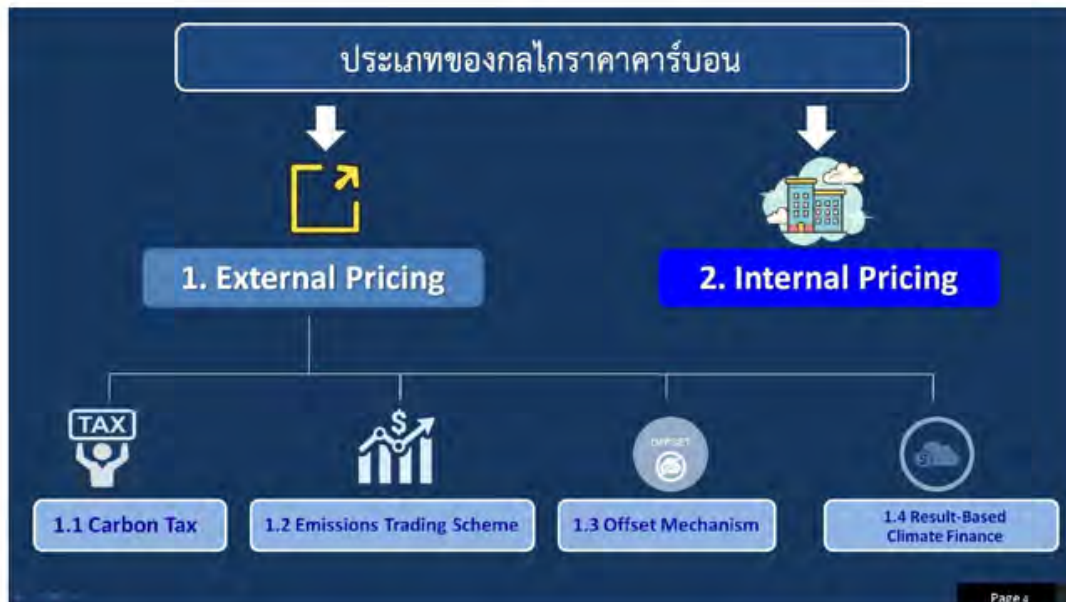 ประเภทของกลไกราคาคาร์บอน
1. External Pricing
2. Internal Pricing
TAX
$
OFFSET
1.1 Carbon Tax
1.2 Emissions Trading Scheme
1.3 Offset Mechanism
1.4 Result-Based
Climate Finance
Page 4